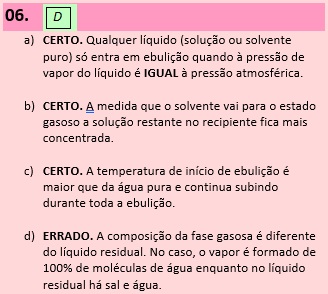 06. D
a) CERTO. Qualquer líquido (solução ou solvente
puro) só entra em ebulição quando à pressão de
vapor do líquido é IGUAL à pressão atmosférica.
b) CERTO. A medida que o solvente vai para o estado
gasoso a solução restante no recipiente fica mais
concentrada.
c) CERTO. A temperatura de início de ebulição é
maior que da água pura e continua subindo
durante toda a ebulição.
d) ERRADO. A composição da fase gasosa é diferente
do líquido residual. No caso, o vapor é formado de
100% de moléculas de água enquanto no líquido
residual há sal e água.